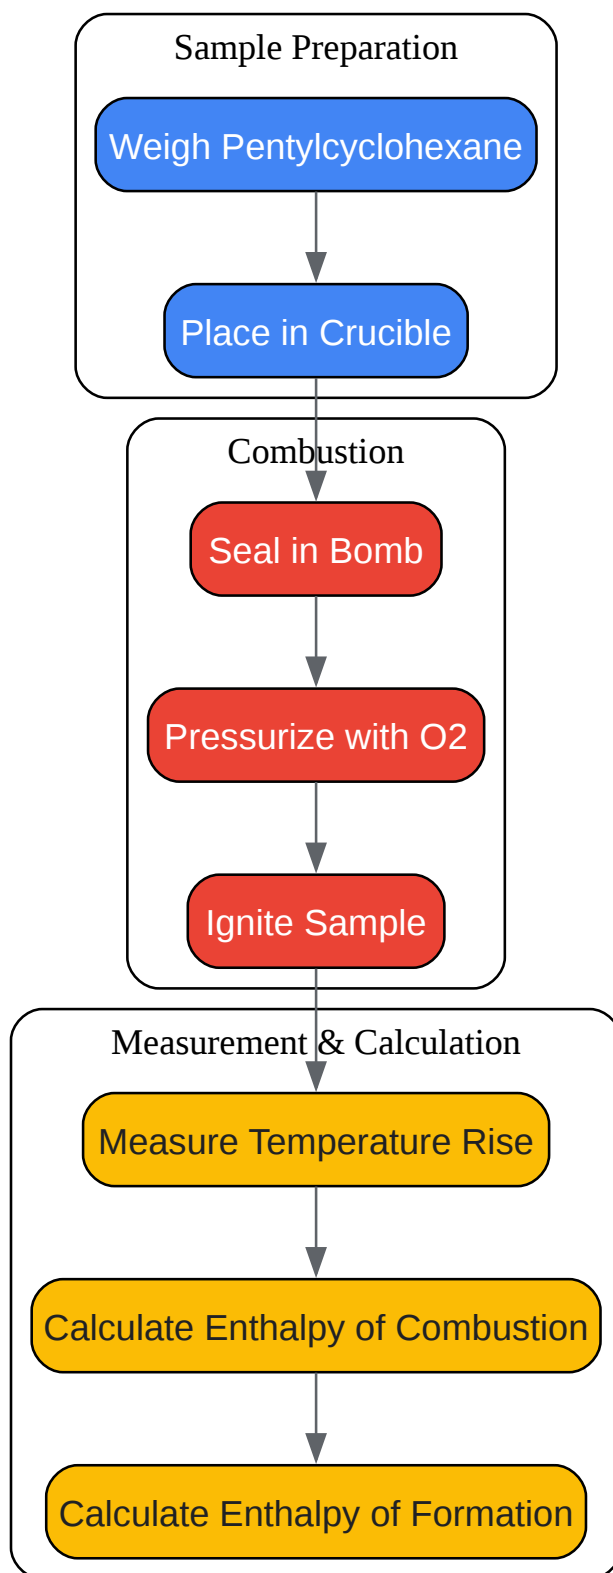 Sample Preparation
Weigh Pentylcyclohexane
Place in Crucible
Combustion
Seal in Bomb
Pressurize with O2
Ignite Sample
Measurement & Calculation
Measure Temperature Rise
Calculate Enthalpy of Combustion
Calculate Enthalpy of Formation